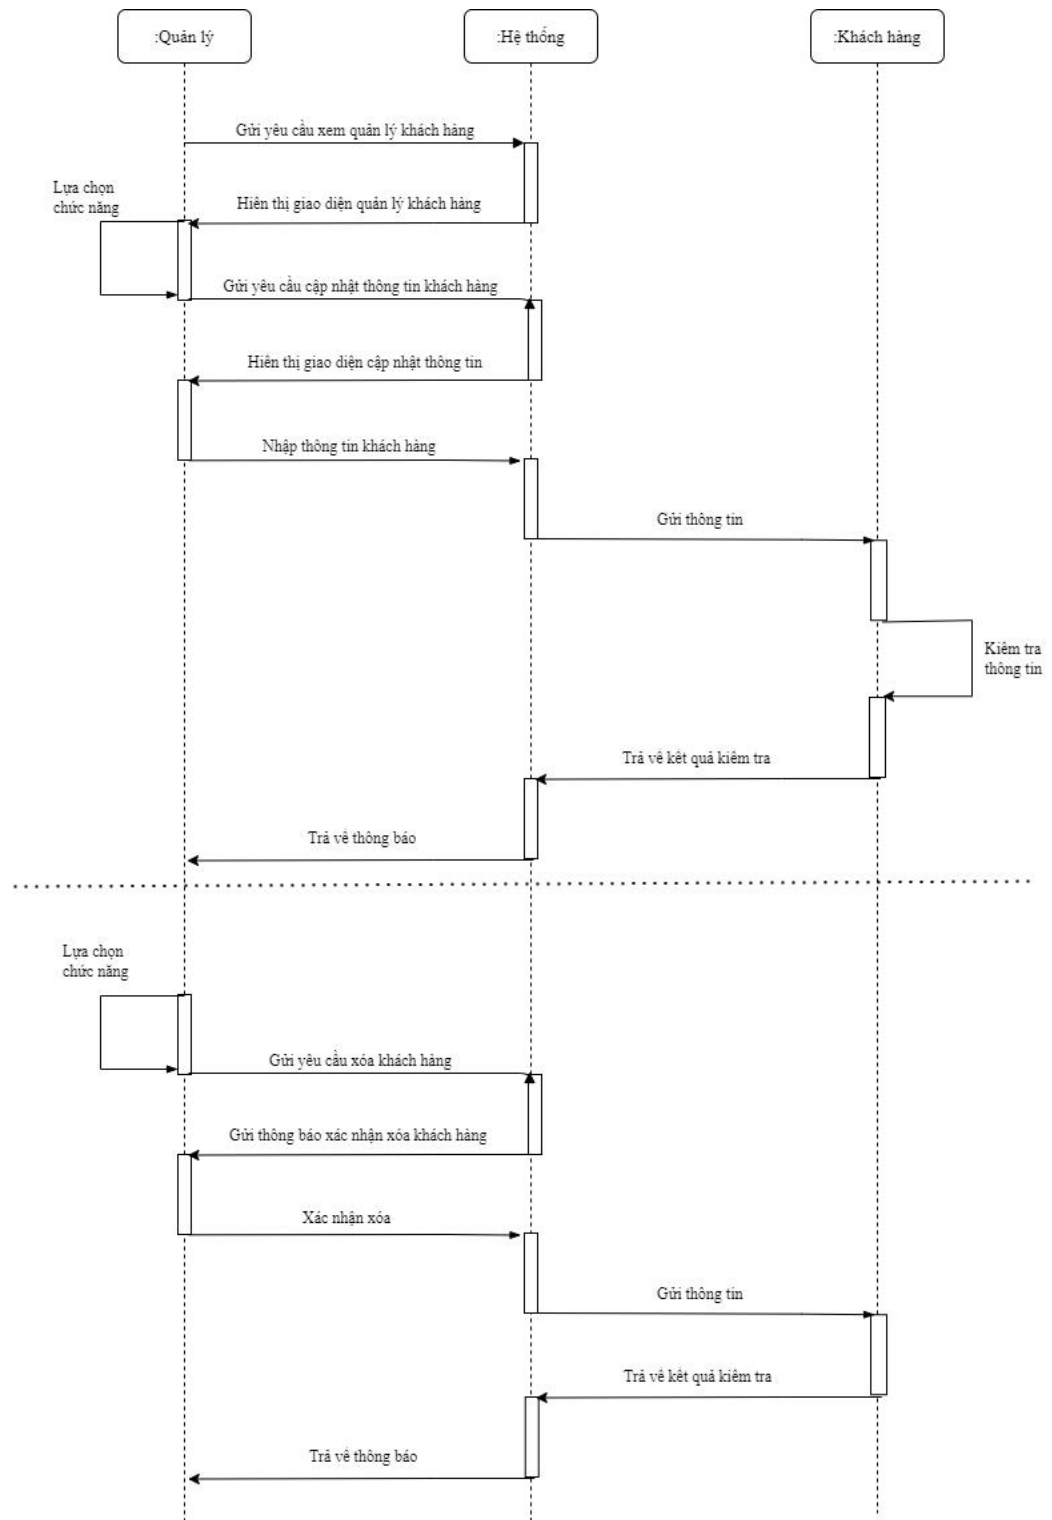 :Quản lý
:Hệ thống
:Khách hàng
Gửi yêu cầu xem quản lý khách hàng
Lựa chọn
chức năng
Hiển thị giao diện quản lý khách hàng
Gửi yêu cầu cập nhật thông tin khách hàng
Hiển thị giao diện cập nhật thông tin
Nhập thông tin khách hàng
Gửi thông tin
Kiểm tra
thông tin
Trả về kết quả kiểm tra
Trả về thông báo
Lựa chọn
chức năng
Gửi yêu cầu xóa khách hàng
Gửi thông báo xác nhận xóa khách hàng
Xác nhận xóa
Gửi thông tin
Trả về kết quả kiểm tra
Trả về thông báo